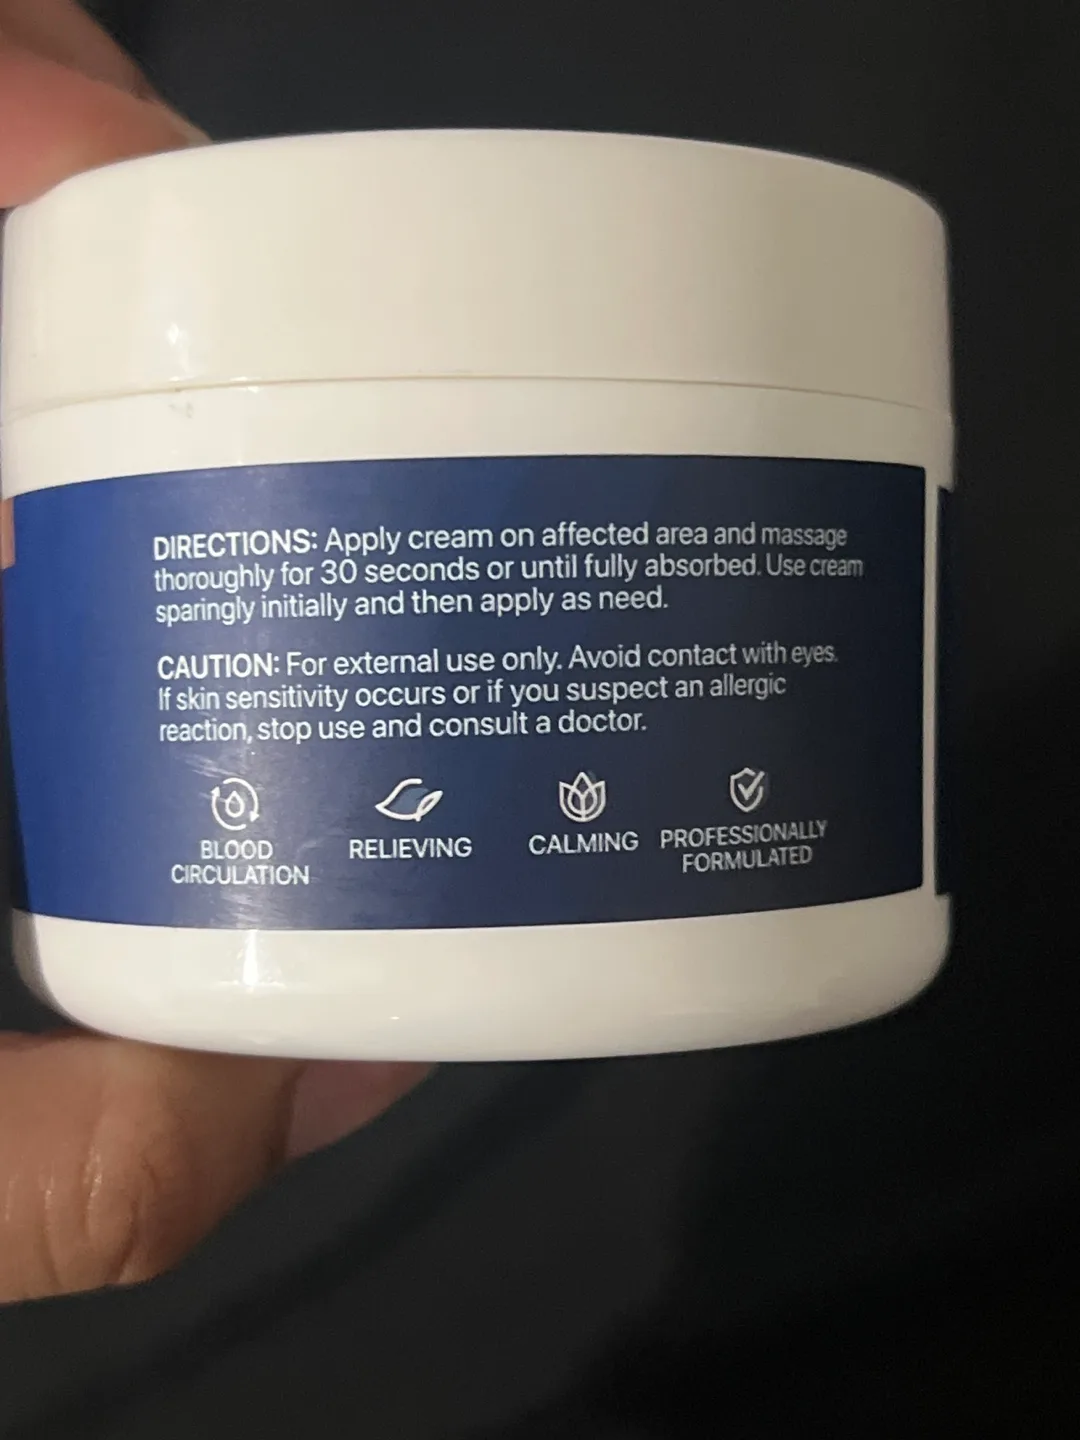 DIRECTIONS: Apply cream on affected area and massage
thoroughly for 30 seconds or until fully absorbed. Use cream
sparingly initially and then apply as need.
CAUTION: For external use only. Avoid contact with eyes.
If skin sensitivity occurs or if you suspect an allergic
reaction, stop use and consult a doctor.
BLOOD
CIRCULATION
RELIEVING
CALMING
PROFESSIONALLY
FORMULATED